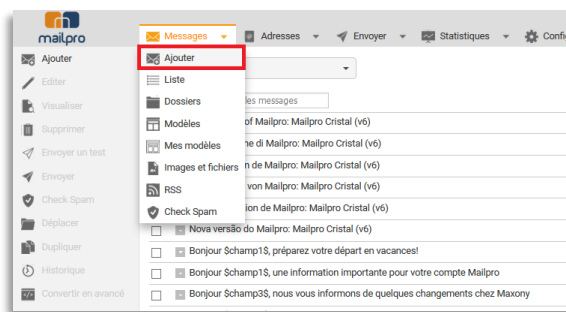 mailpro
Messages Adresses Envoyer Statistiques Confi
Ajouter
Editer
Visualiser
Supprimer
Envoyer un test
Envoyer
Check Spam
Déplacer
Dupliquer
Historique
Convertir en avancé
Ajouter
Liste
Dossiers
Modèles
Mes modèles
Images et fichiers
RSS
Check Spam
les messages
of Mailpro: Mailpro Cristal (v6)
ne di Mailpro: Mailpro Cristal (v6)
n de Mailpro: Mailpro Cristal (v6)
von Mailpro: Mailpro Cristal (v6)
ion de Mailpro: Mailpro Cristal (v6)
Nova versão do Mailpro: Mailpro Cristal (v6)
Bonjour $champ1$, préparez votre départ en vacances!
Bonjour $champ1$, une information importante pour votre compte Mailpro
Bonjour $champ3$, nous vous informons de quelques changements chez Maxony